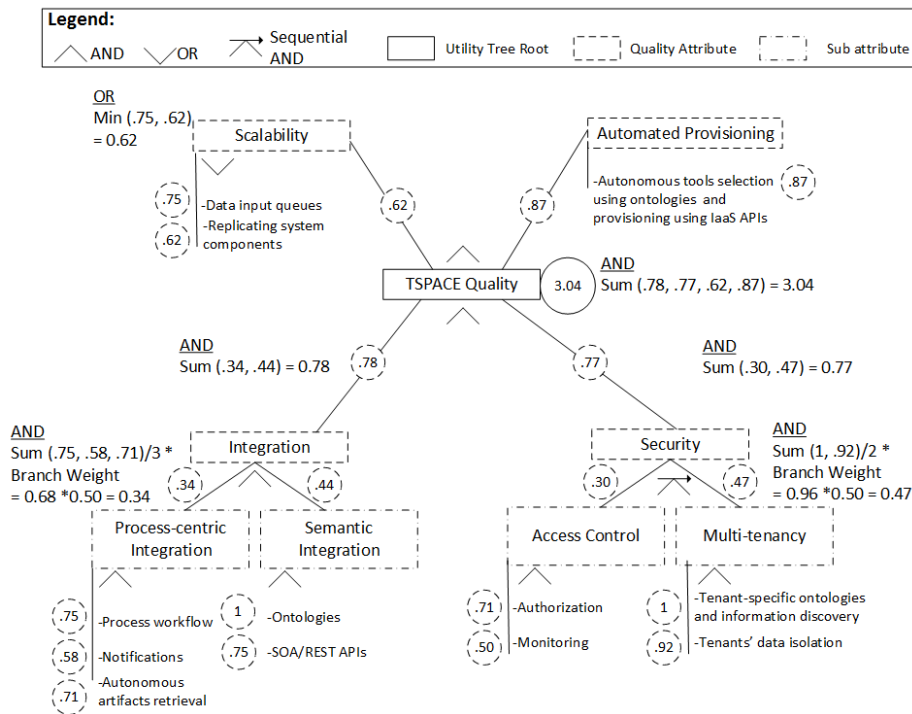 Legend:
AND
OR
Sequential
AND
Utility Tree Root
Quality Attribute
Sub attribute
OR
Min (.75, .62)
= 0.62
Scalability
.75
.62
-Data input queues
-Replicating system
components
.62
Automated Provisioning
-Autonomous tools selection
using ontologies and
provisioning using IaaS APIs
.87
.87
TSPACE Quality
3.04
AND
Sum (.78, .77, .62, .87) = 3.04
AND
Sum (.34, .44) = 0.78
.78
.77
AND
Sum (.30, .47) = 0.77
AND
Sum (.75, .58, .71)/3 *
Branch Weight
= 0.68 *0.50 = 0.34
Integration
.34
.44
Process-centric
Integration
Semantic
Integration
.75
-Process workflow
.58
-Notifications
.71
-Autonomous
artifacts retrieval
1
-Ontologies
.75
-SOA/REST APIs
Security
.30
.47
AND
Sum (1, .92)/2 *
Branch Weight
= 0.96 *0.50 = 0.47
Access Control
Multi-tenancy
.71
-Authorization
.50
-Monitoring
1
-Tenant-specific ontologies
and information discovery
.92
-Tenants’ data isolation